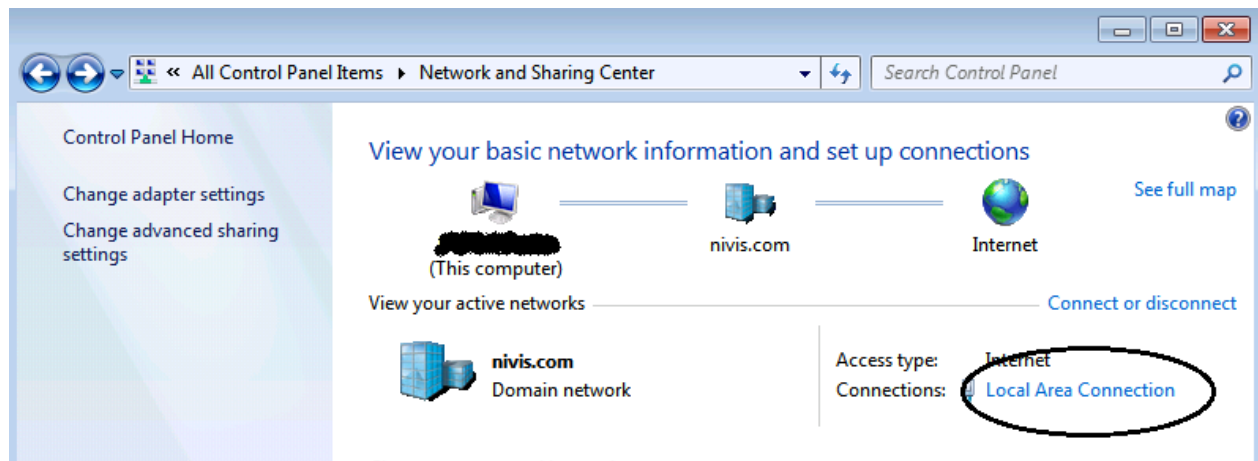 « All Control Panel Items ▸ Network and Sharing Center
Search Control Panel
Control Panel Home
Change adapter settings
Change advanced sharing
settings
View your basic network information and set up connections
See full map
(This computer)
nivis.com
Internet
View your active networks
Connect or disconnect
nivis.com
Domain network
Access type: Internet
Connections: Local Area Connection